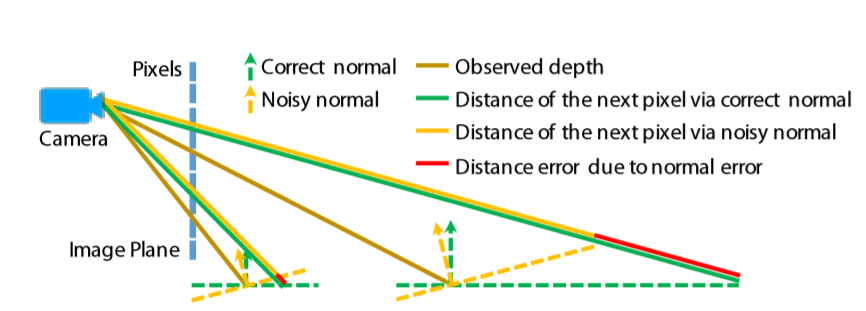 Pixels
Correct normal
Observed depth
Noisy normal
Distance of the next pixel via correct normal
Camera
Distance of the next pixel via noisy normal
Distance error due to normal error
Image Plane